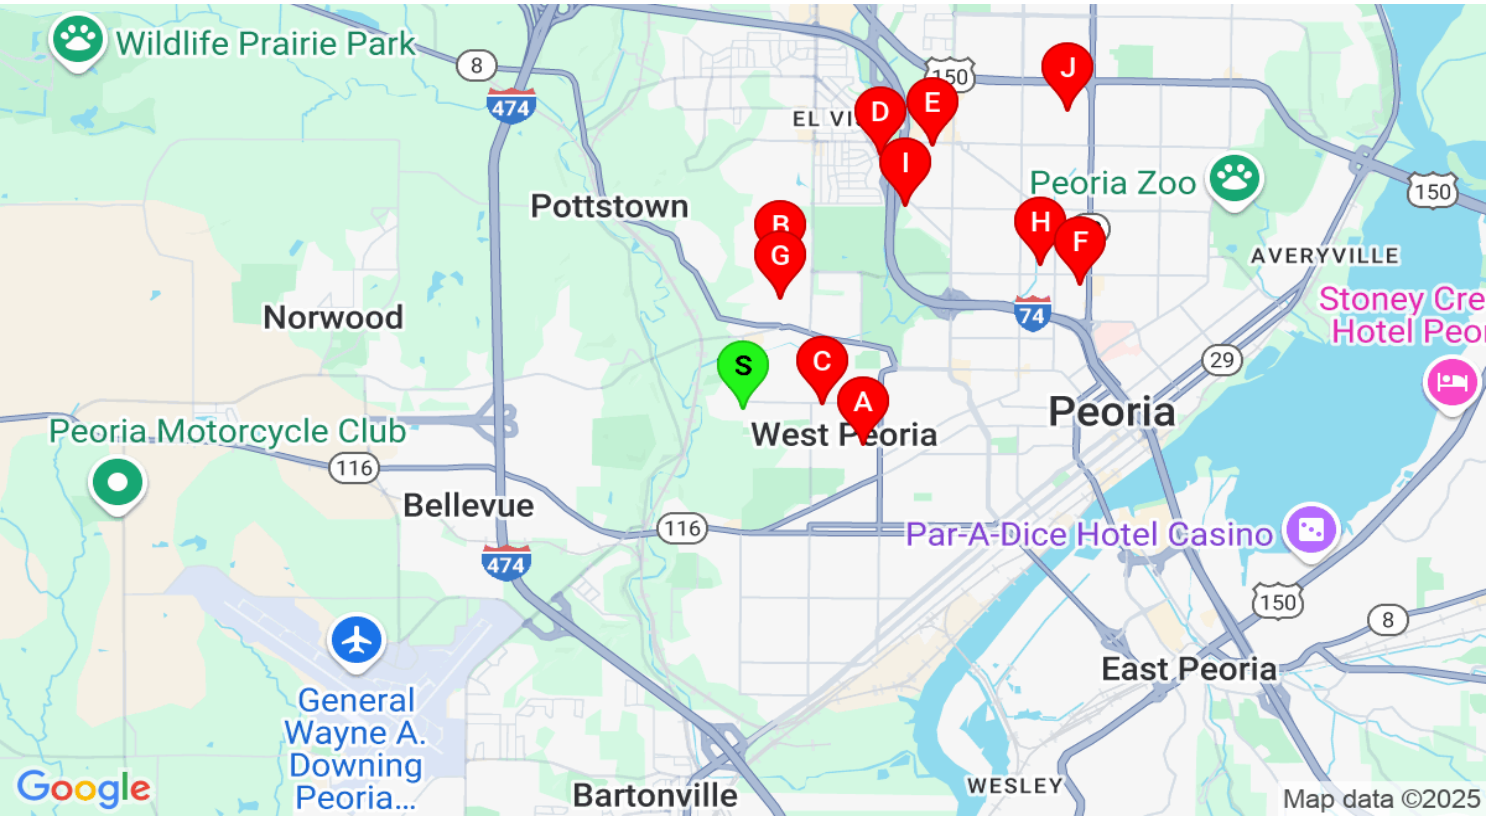 Wildlife Prairie Park
8
474
150
J
D
E
EL VI
I
Peoria Zoo
150
Pottstown
B
H
F
G
AVERYVILLE
Norwood
Stoney Cre
Hotel Peor
74
S
C
29
A
Peoria
Peoria Motorcycle Club
West Peoria
116
Bellevue
116
Par-A-Dice Hotel Casino
474
150
8
East Peoria
General
Wayne A.
Downing
Peoria...
WESLEY
Google
Bartonville
Map data ©2025